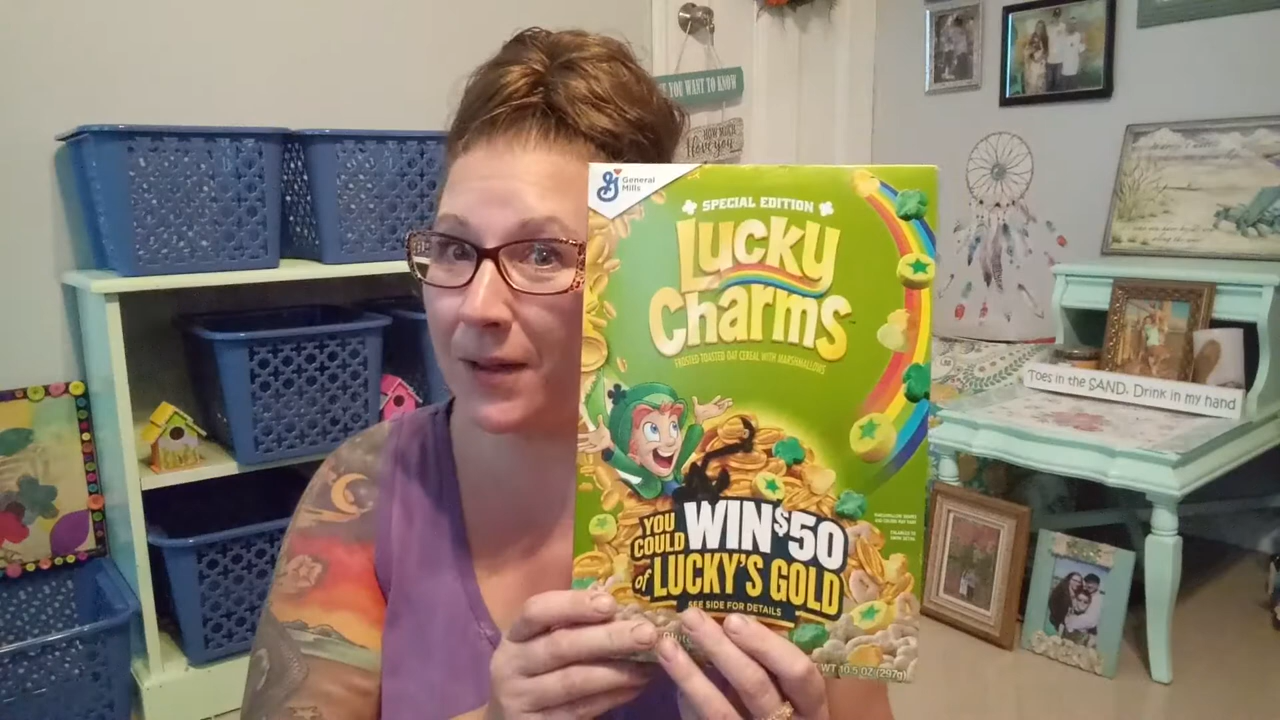 YOU WANT TO KNOW
HOW MUCH
I love you
General
Mills
SPECIAL EDITION
Lucky
Charms
FROSTED TOASTED OAT CEREAL WITH MARSHMALLOWS
YOU COULD WIN $50
of LUCKY'S GOLD
SEE SIDE FOR DETAILS
WT 10.5 OZ (297g)
Toes in the SAND, Drink in my hand